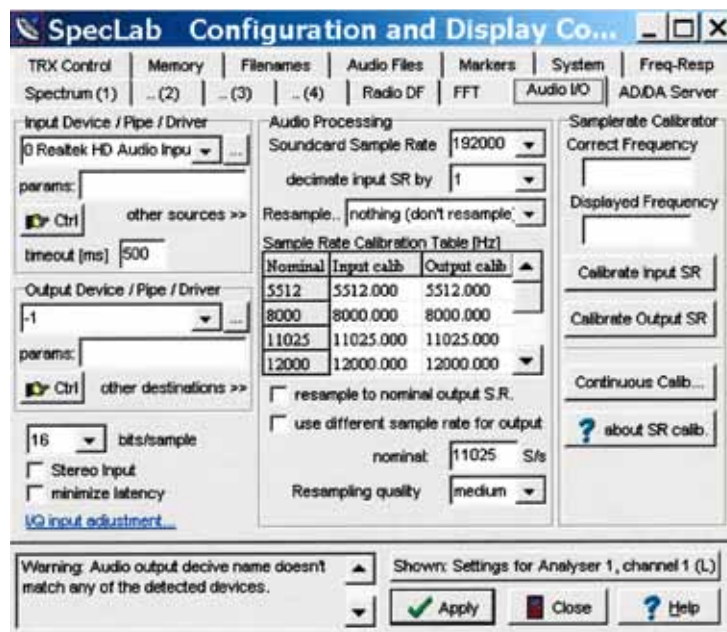 SpecLab Configuration and Display Co...
TRX Control Memory Filenames Audio Files Markers System Freq-Resp
Spectrum (1) .. (2) .. (3) .. (4) Radio DF FFT Audio I/O AD/DA Server
Input Device / Pipe / Driver
0 Realtek HD Audio Inpu ...
params:
Ctrl other sources >>
timeout [ms] 500
Output Device / Pipe / Driver
-1 ...
params:
Ctrl other destinations >>
16 bits/sample
Stereo Input
minimize latency
I/Q input adjustment...
Audio Processing
Soundcard Sample Rate 192000
decimate input SR by 1
Resample.. nothing (don't resample)
Sample Rate Calibration Table [Hz]
Nominal Input calib Output calib
5512 5512.000 5512.000
8000 8000.000 8000.000
11025 11025.000 11025.000
12000 12000.000 12000.000
resample to nominal output S.R.
use different sample rate for output
nominal: 11025 S/s
Resampling quality medium
Samplerate Calibrator
Correct Frequency
Displayed Frequency
Calibrate Input SR
Calibrate Output SR
Continuous Calib...
? about SR calib.
Warning: Audio output decive name doesn't
match any of the detected devices.
Shown: Settings for Analyser 1, channel 1 (L)
Apply Close ? Help